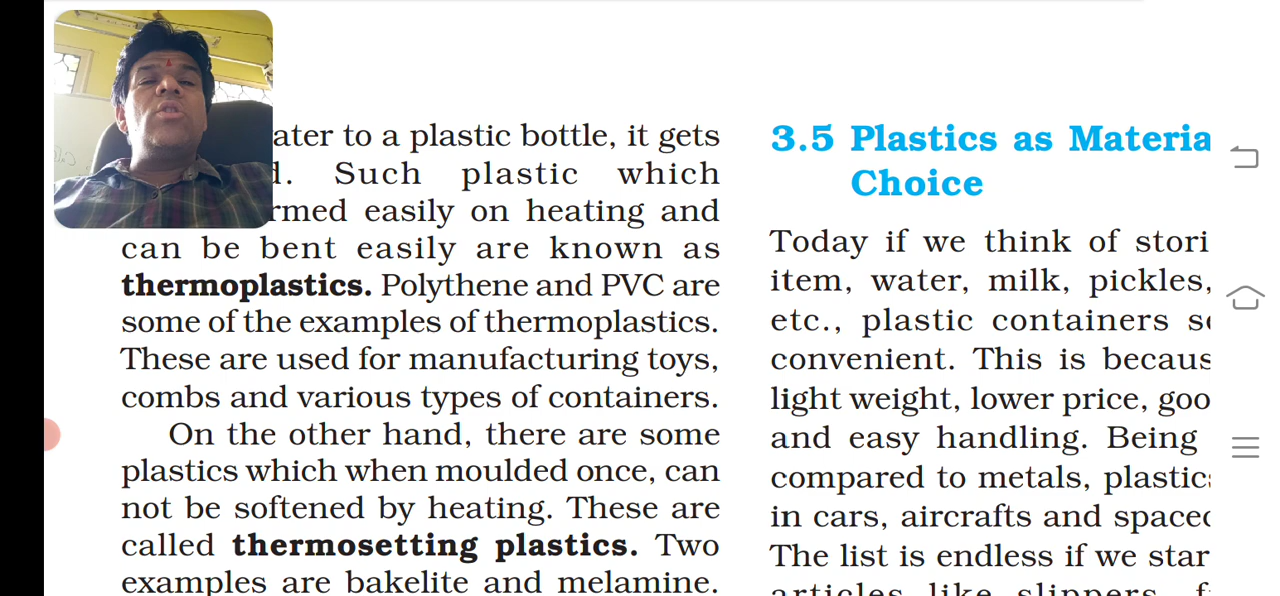 ater to a plastic bottle, it gets
Such plastic which
rmed easily on heating and
can be bent easily are known as
thermoplastics. Polythene and PVC are
some of the examples of thermoplastics.
These are used for manufacturing toys,
combs and various types of containers.
On the other hand, there are some
plastics which when moulded once, can
not be softened by heating. These are
called thermosetting plastics. Two
examples are bakelite and melamine.
3.5 Plastics as Materia
Choice
Today if we think of stori
item, water, milk, pickles,
etc., plastic containers se
convenient. This is becaus
light weight, lower price, goo
and easy handling. Being
compared to metals, plastic
in cars, aircrafts and spacec
The list is endless if we star
articles like slippers, f